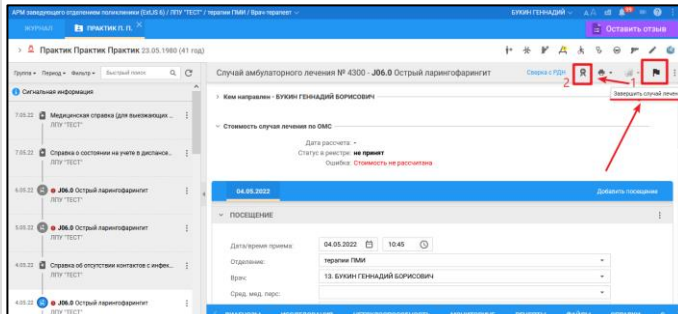 АРМ заведующего отделением поликлиники (ExtJS 6) / ЛПУ "ТЕСТ" / терапии ПМИ / Врач терапевт
БУКИН ГЕННАДИЙ
ЖУРНАЛ
ПРАКТИК П. П.
Оставить отзыв
Практик Практик Практик 23.05.1980 (41 год)
Группа
Период
Фильтр
Быстрый поиск
Случай амбулаторного лечения № 4300 - J06.0 Острый ларингофарингит
Сверка с РДН
2
1
Сигнальная информация
Завершить случай лечен
Кем направлен - БУКИН ГЕННАДИЙ БОРИСОВИЧ
7.05.22 Медицинская справка (для выезжающих ...
ЛПУ "ТЕСТ"
Стоимость случая лечения по ОМС
Дата рассчета: -
7.05.22 Справка о состоянии на учете в диспансе...
ЛПУ "ТЕСТ"
Статус в реестре: не принят
Ошибка: Стоимость не рассчитана
6.05.22 J06.0 Острый ларингофарингит
ЛПУ "ТЕСТ"
04.05.2022
Добавить посещение
5.05.22 J06.0 Острый ларингофарингит
ЛПУ "ТЕСТ"
ПОСЕЩЕНИЕ
Дата/время приема: 04.05.2022 10:45
4.05.22 Справка об отсутствии контактов с инфек...
ЛПУ "ТЕСТ"
Отделение: терапии ПМИ
Врач: 13. БУКИН ГЕННАДИЙ БОРИСОВИЧ
Сред. мед. перс:
4.05.22 J06.0 Острый ларингофарингит
ЛПУ "ТЕСТ"